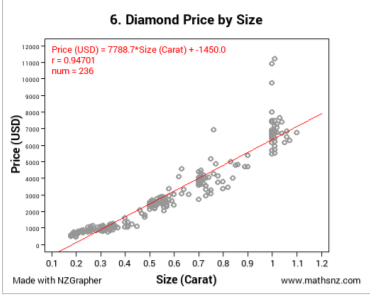 6. Diamond Price by Size
Price (USD) = 7788.7*Size (Carat) + -1450.0
r = 0.94701
num = 236
Price (USD)
12000
11000
10000
9000
8000
7000
6000
5000
4000
3000
2000
1000
0
0.1 0.2 0.3 0.4 0.5 0.6 0.7 0.8 0.9 1 1.1 1.2
Made with NZGrapher
Size (Carat)
www.mathsnz.com